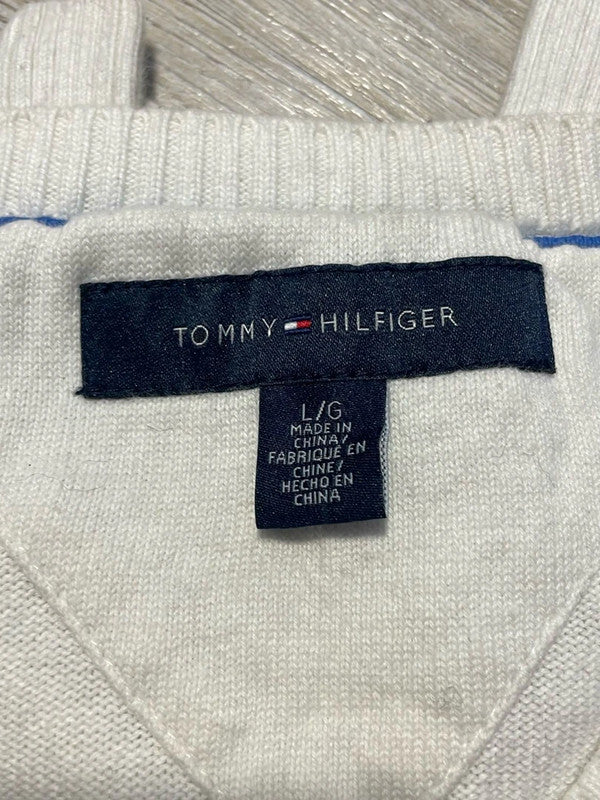 TOMMY HILFIGER
L/G
MADE IN
CHINA/
FABRIQUÉ EN
CHINE/
HECHO EN
CHINA